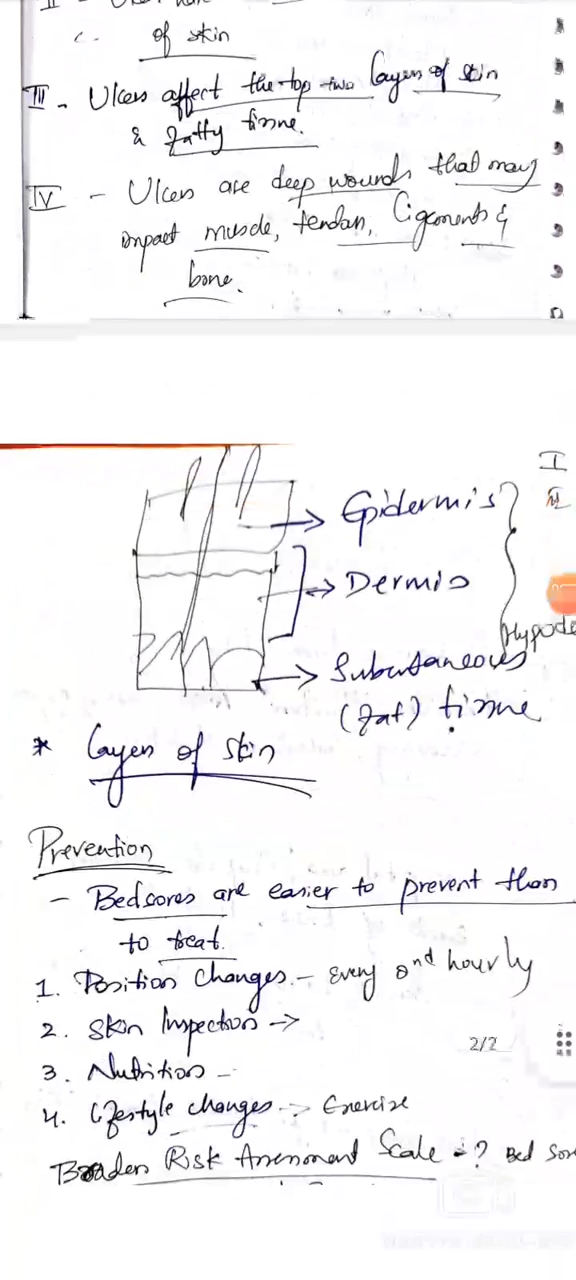 of skin
III - Ulcers affect the top two layers of skin
& fatty tissue.
IV - Ulcers are deep wounds that may
impact muscle, tendon, ligaments &
bone.
I
II
Epidermis
Dermis
Hypode
Subcutaneous
(fat) tissue
* Layers of skin
Prevention
- Bedsores are easier to prevent than
to treat.
1. Position changes - every 2nd hourly
2. Skin Inspection →
2/2
3. Nutrition -
4. Lifestyle changes -> Exercise
Braden Risk Assessment Scale - ? Bed Sor